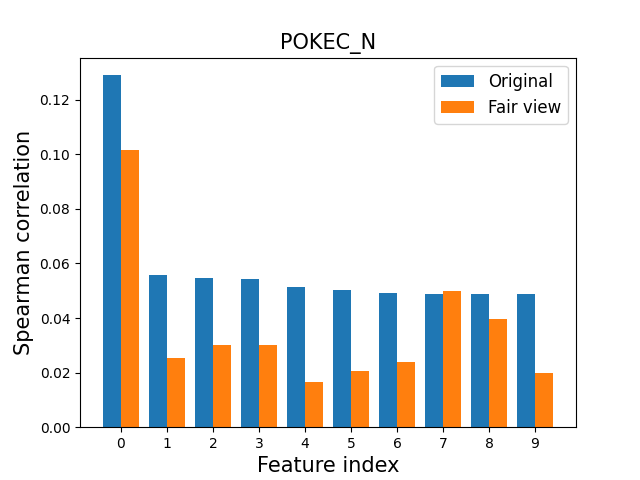 POKEC_N
Original
Fair view
Spearman correlation
0.12
0.10
0.08
0.06
0.04
0.02
0.00
0 1 2 3 4 5 6 7 8 9
Feature index